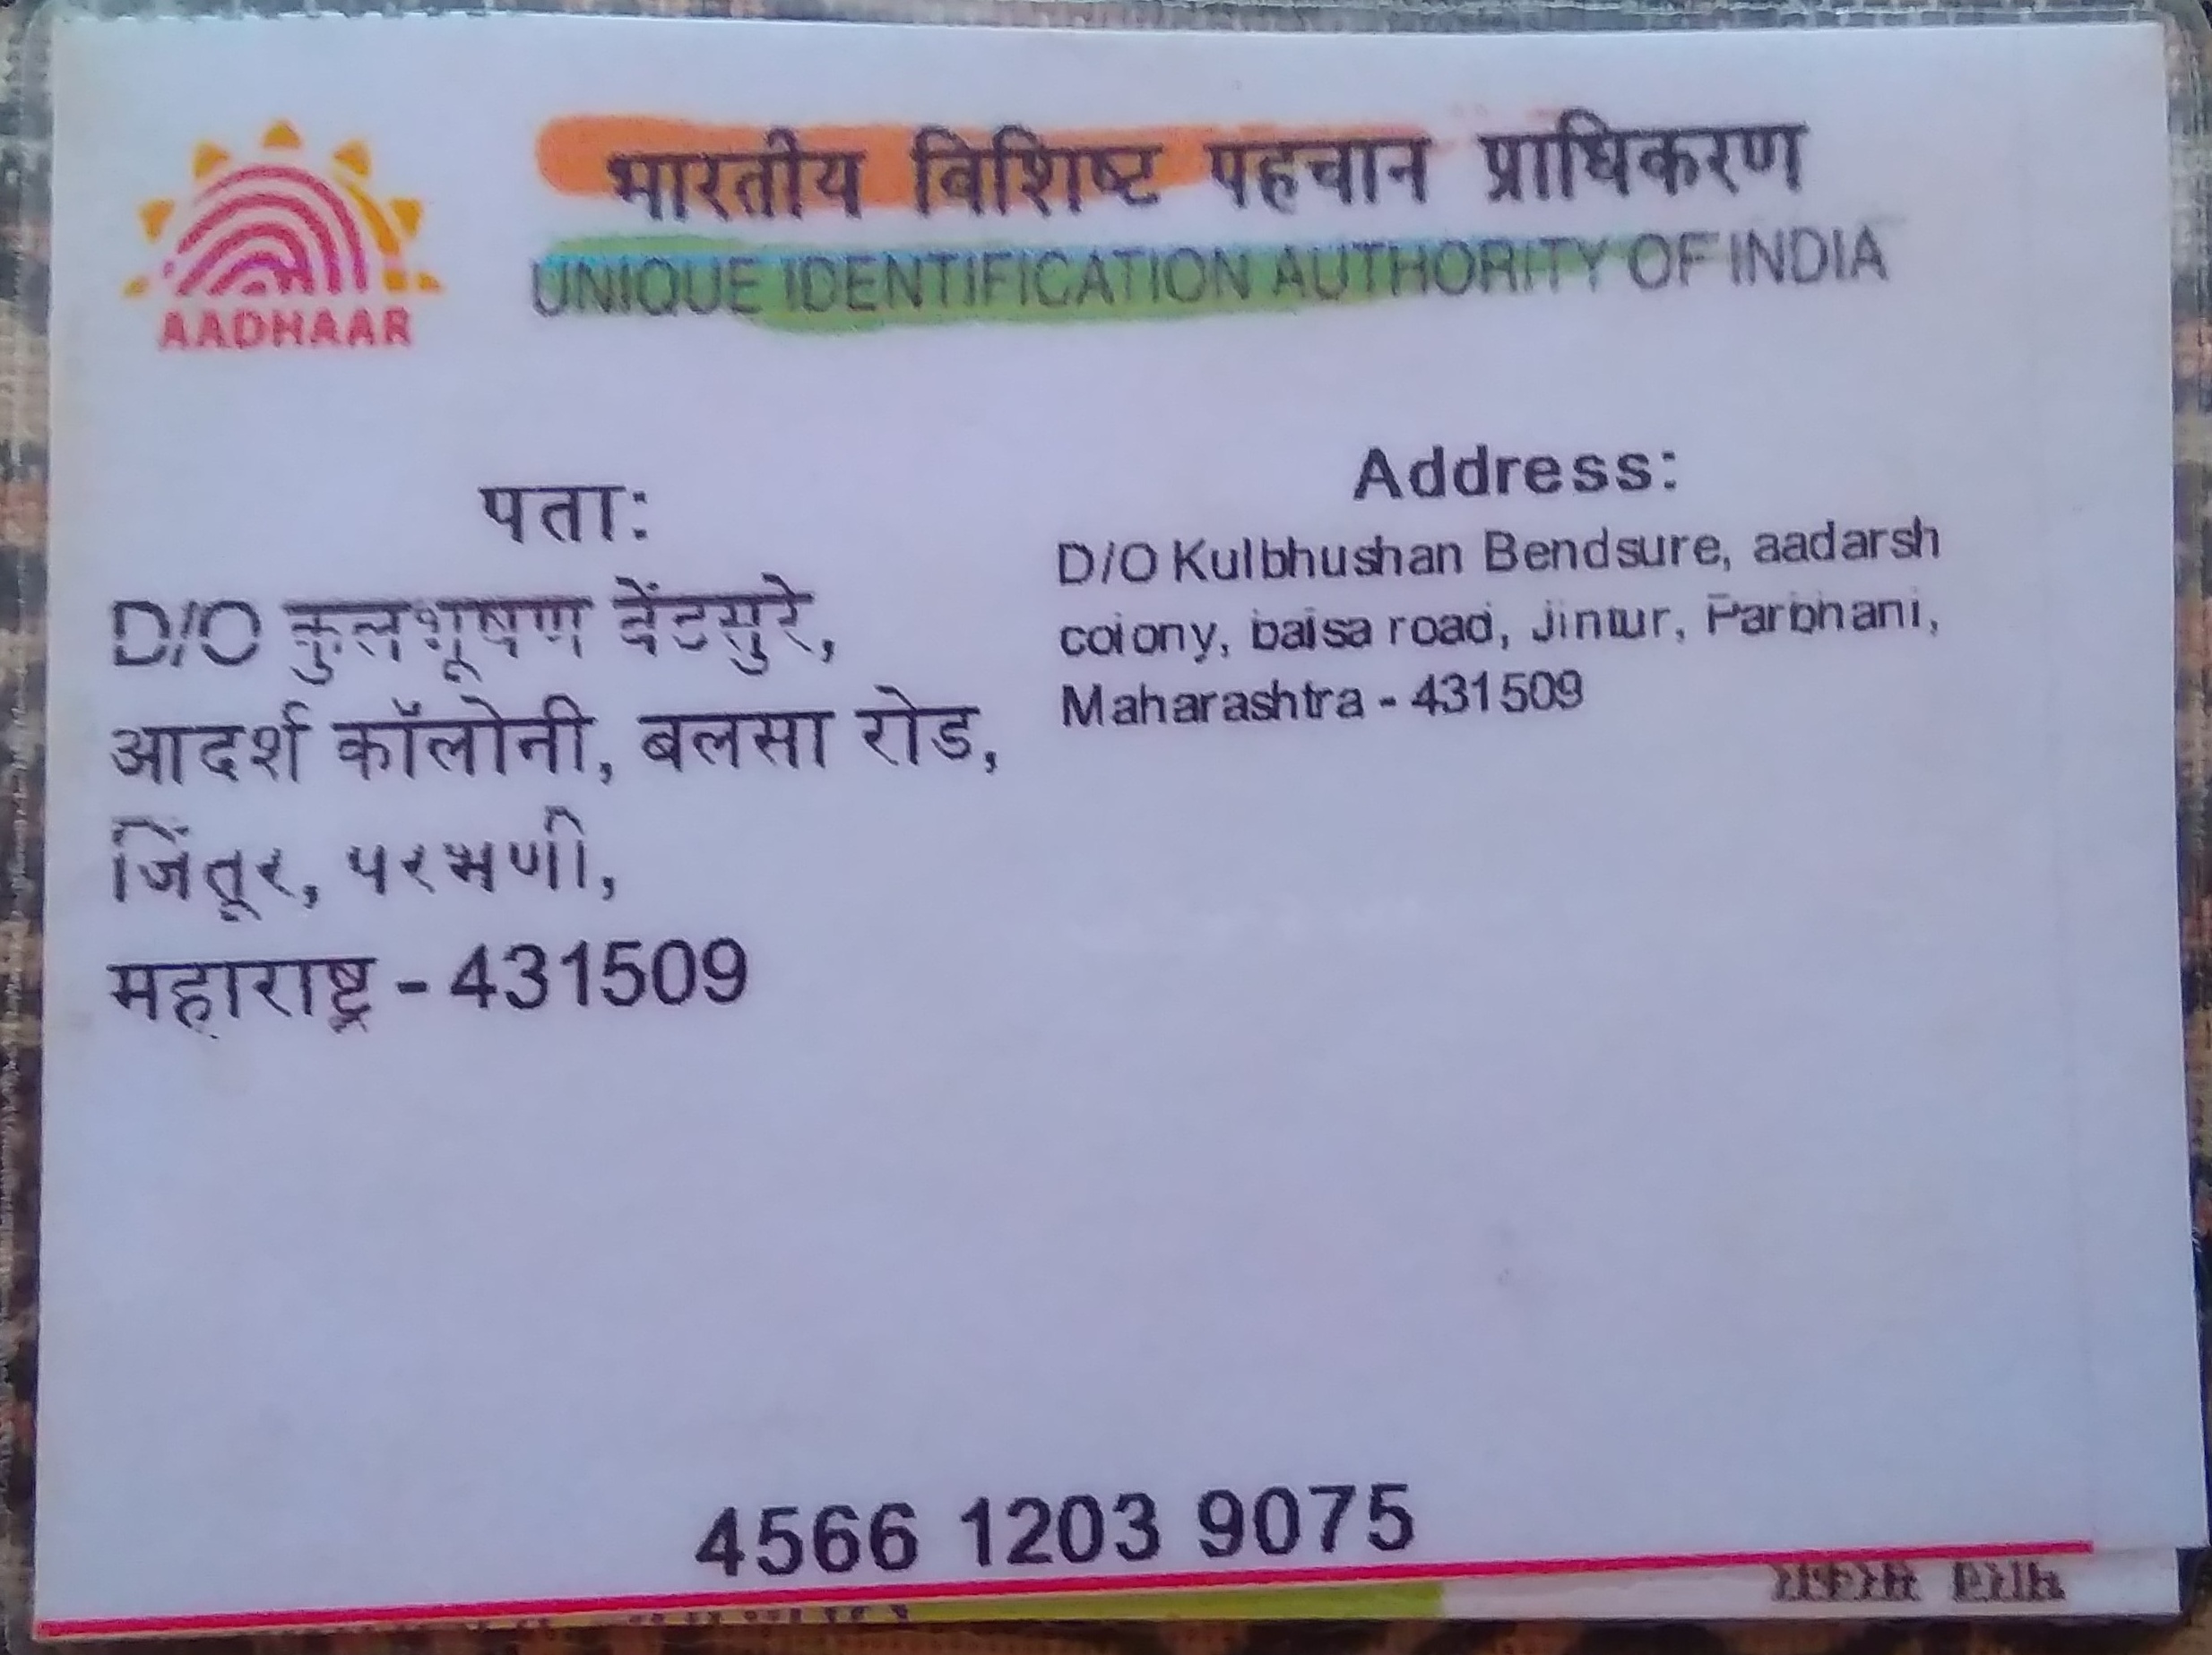 भारतीय विशिष्ट पहचान प्राधिकरण
UNIQUE IDENTIFICATION AUTHORITY OF INDIA
AADHAAR
पता:
D/O कुलभूषण बेंडसुरे,
आदर्श कॉलोनी, बलसा रोड,
जिंतूर, परभणी,
महाराष्ट्र - 431509
Address:
D/O Kulbhushan Bendsure, aadarsh
colony, balsa road, Jintur, Parbhani,
Maharashtra - 431509
4566 1203 9075